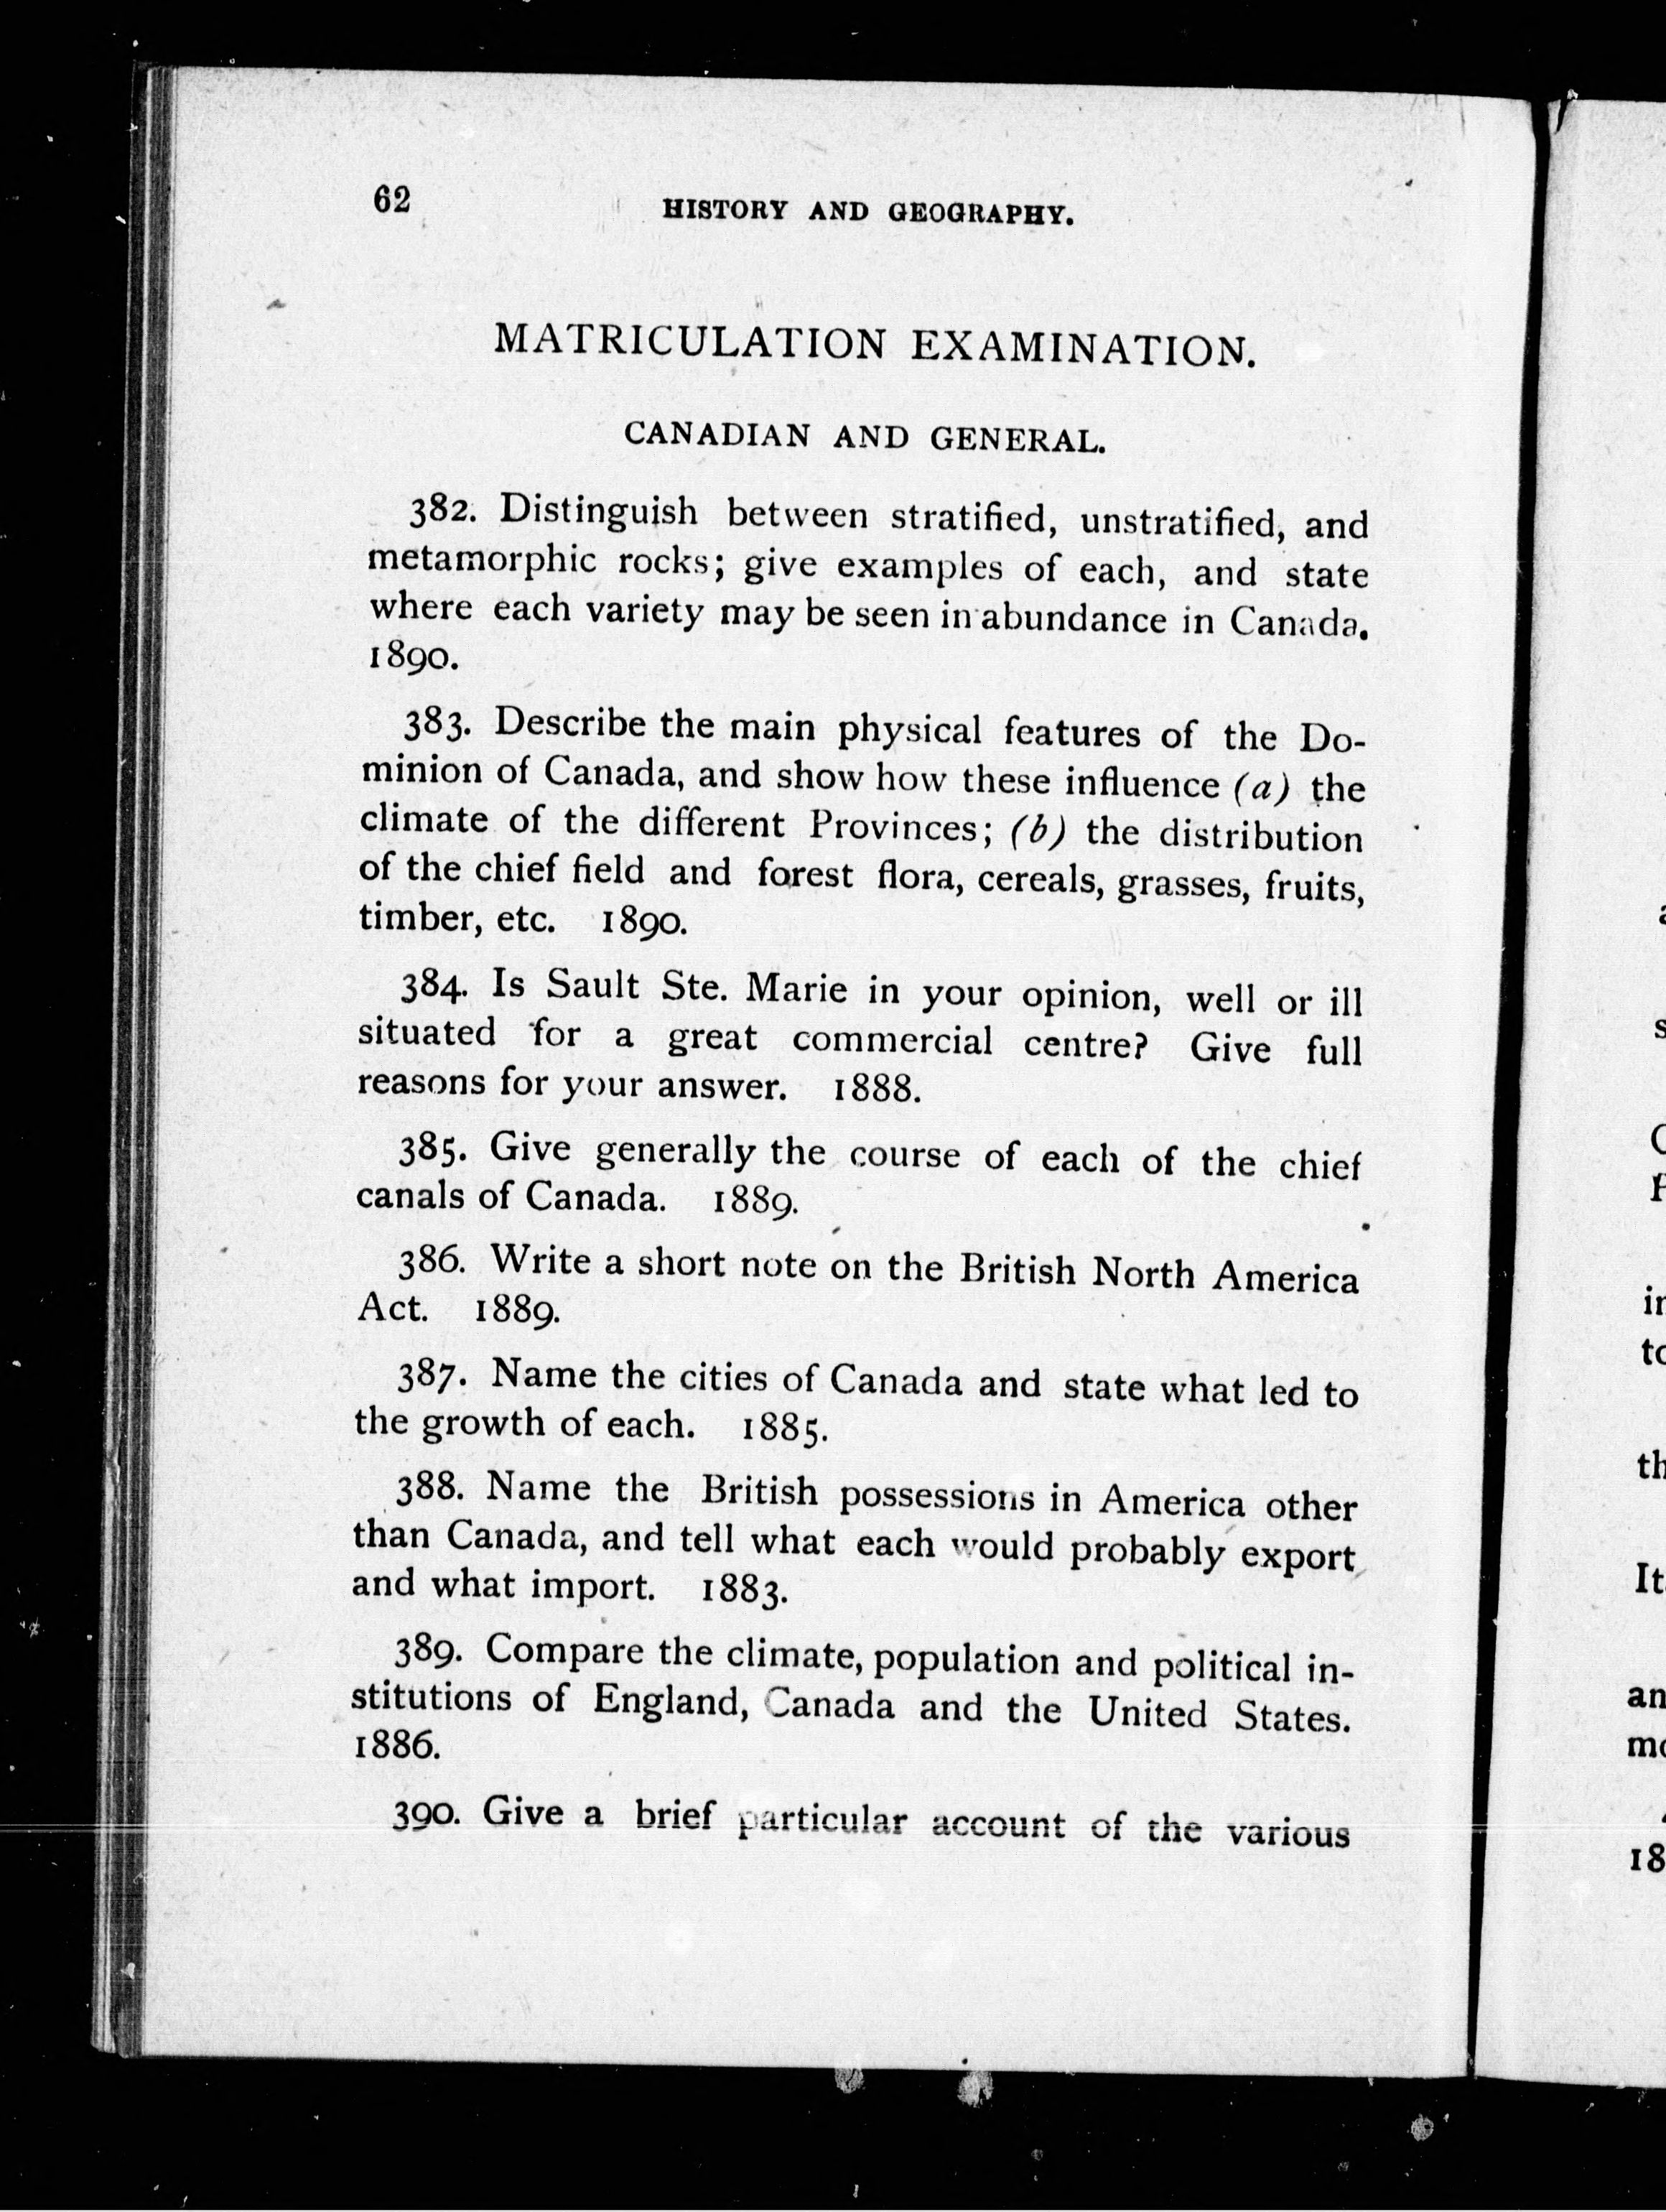 62 HISTORY AND GEOGRAPHY.
MATRICULATION EXAMINATION.
CANADIAN AND GENERAL.
382. Distinguish between stratified, unstratified, and
metamorphic rocks; give examples of each, and state
where each variety may be seen in abundance in Canada.
1890.
383. Describe the main physical features of the Do-
minion of Canada, and show how these influence (a) the
climate of the different Provinces; (b) the distribution
of the chief field and forest flora, cereals, grasses, fruits,
timber, etc. 1890.
384. Is Sault Ste. Marie in your opinion, well or ill
situated for a great commercial centre? Give full
reasons for your answer. 1888.
385. Give generally the course of each of the chief
canals of Canada. 1889.
386. Write a short note on the British North America
Act. 1889.
387. Name the cities of Canada and state what led to
the growth of each. 1885.
388. Name the British possessions in America other
than Canada, and tell what each would probably export
and what import. 1883.
389. Compare the climate, population and political in-
stitutions of England, Canada and the United States.
1886.
390. Give a brief particular account of the various